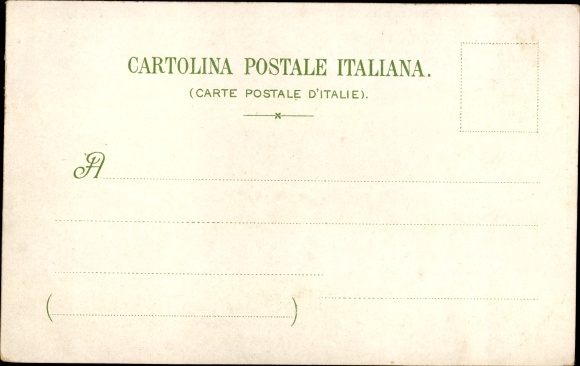 CARTOLINA POSTALE ITALIANA.
(CARTE POSTALE D'ITALIE).
A
( )